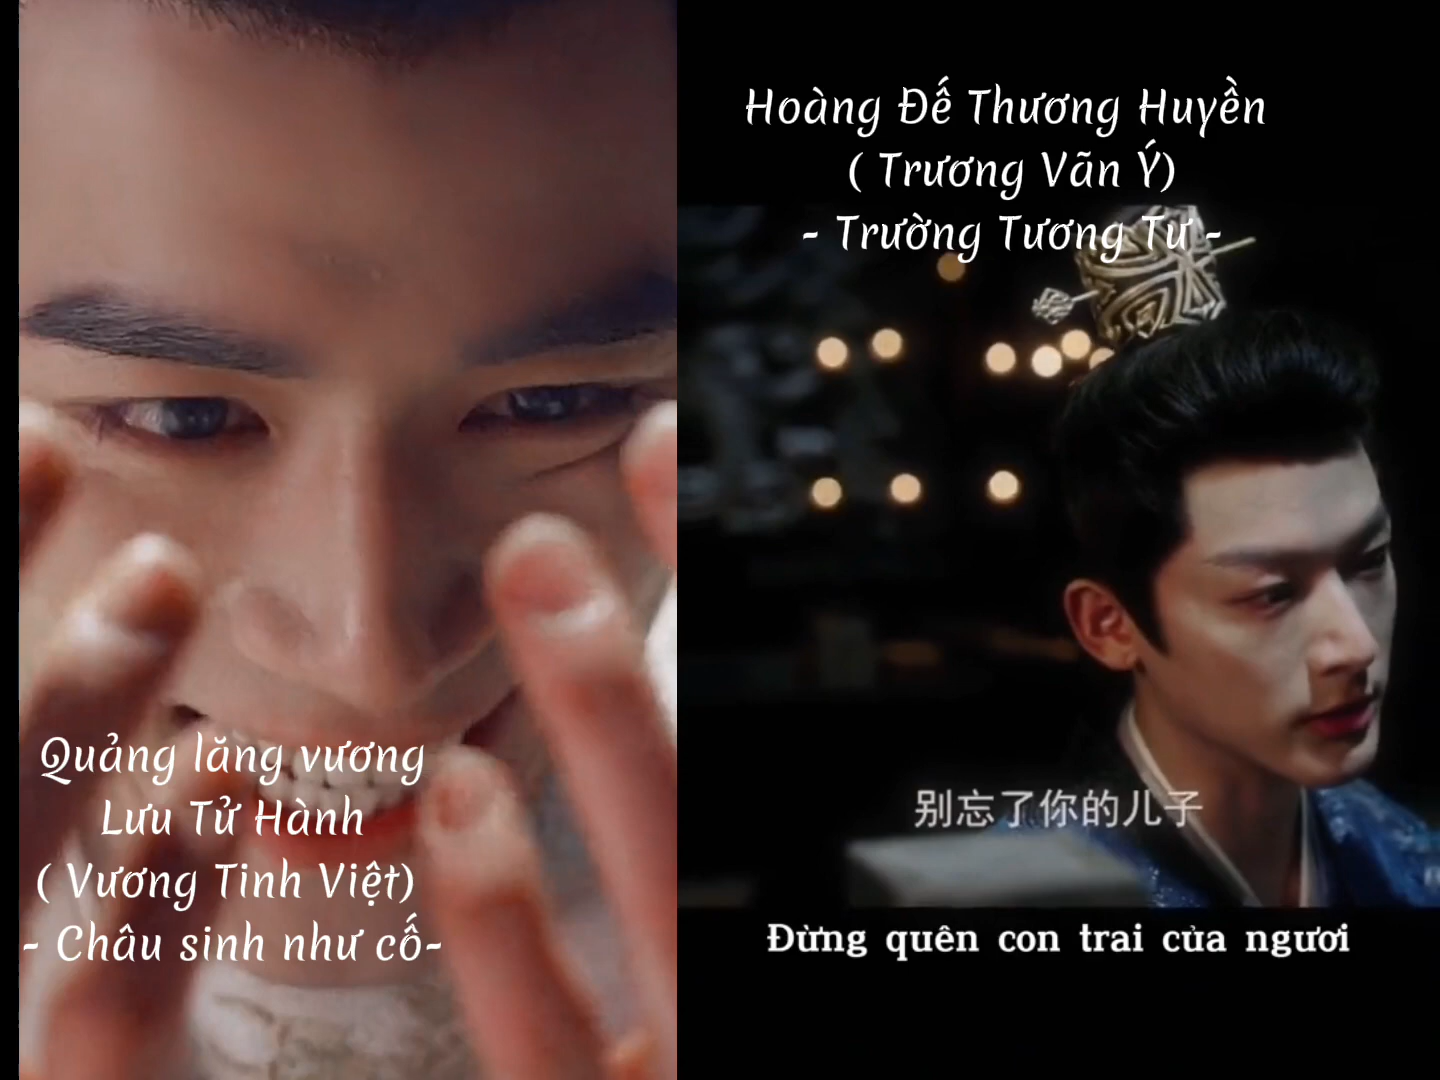 Quảng lăng vương
Lưu Tử Hành
( Vương Tinh Việt)
- Châu sinh như cố-
Hoàng Đế Thương Huyền
( Trương Vãn Ý)
- Trường Tương Tư -
别忘了你的儿子
Đừng quên con trai của ngươi